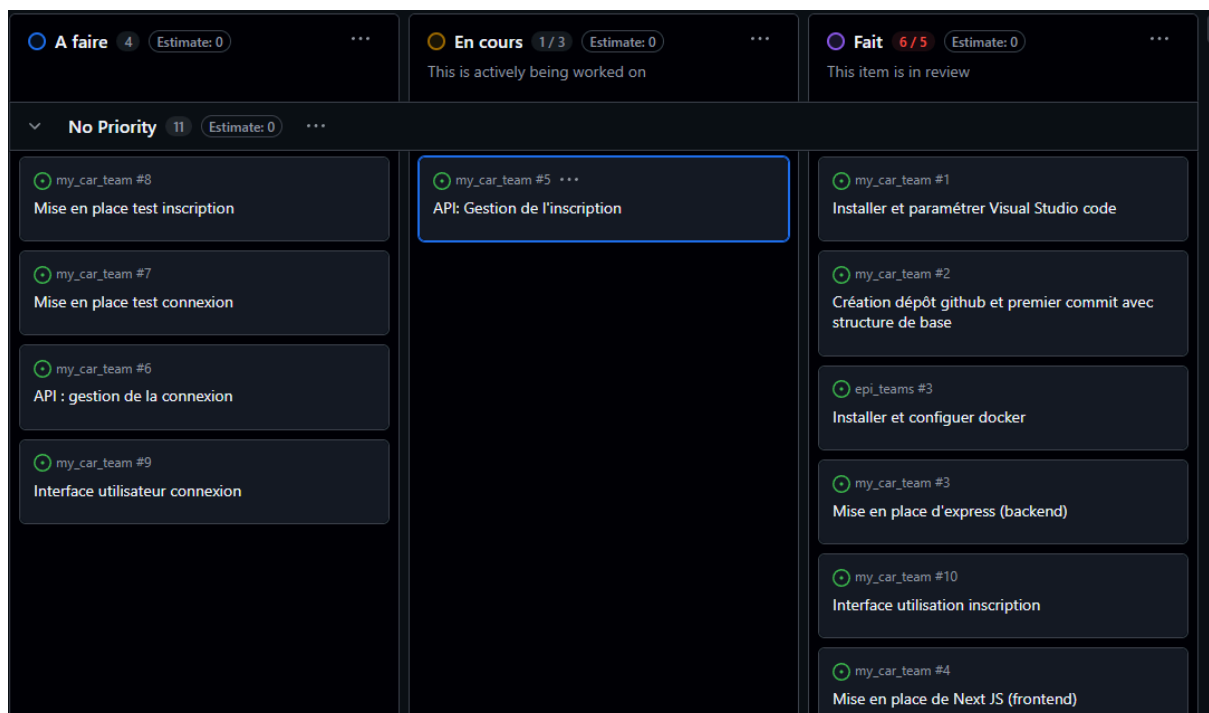 A faire 4 Estimate: 0 ...
En cours 1 / 3 Estimate: 0 ...
This is actively being worked on
Fait 6 / 5 Estimate: 0 ...
This item is in review
No Priority 11 Estimate: 0 ...
my_car_team #8
Mise en place test inscription
my_car_team #7
Mise en place test connexion
my_car_team #6
API : gestion de la connexion
my_car_team #9
Interface utilisateur connexion
my_car_team #5 ...
API: Gestion de l'inscription
my_car_team #1
Installer et paramétrer Visual Studio code
my_car_team #2
Création dépôt github et premier commit avec
structure de base
epi_teams #3
Installer et configuer docker
my_car_team #3
Mise en place d'express (backend)
my_car_team #10
Interface utilisation inscription
my_car_team #4
Mise en place de Next JS (frontend)